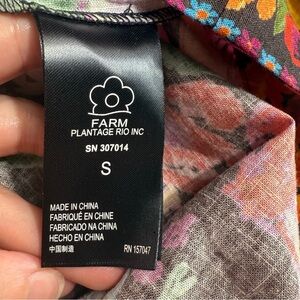 FARM
PLANTAGE RIO INC
SN 307014
S
MADE IN CHINA
FABRIQUÉ EN CHINE
FABRICADO NA CHINA
HECHO EN CHINA
中国制造
RN 157047